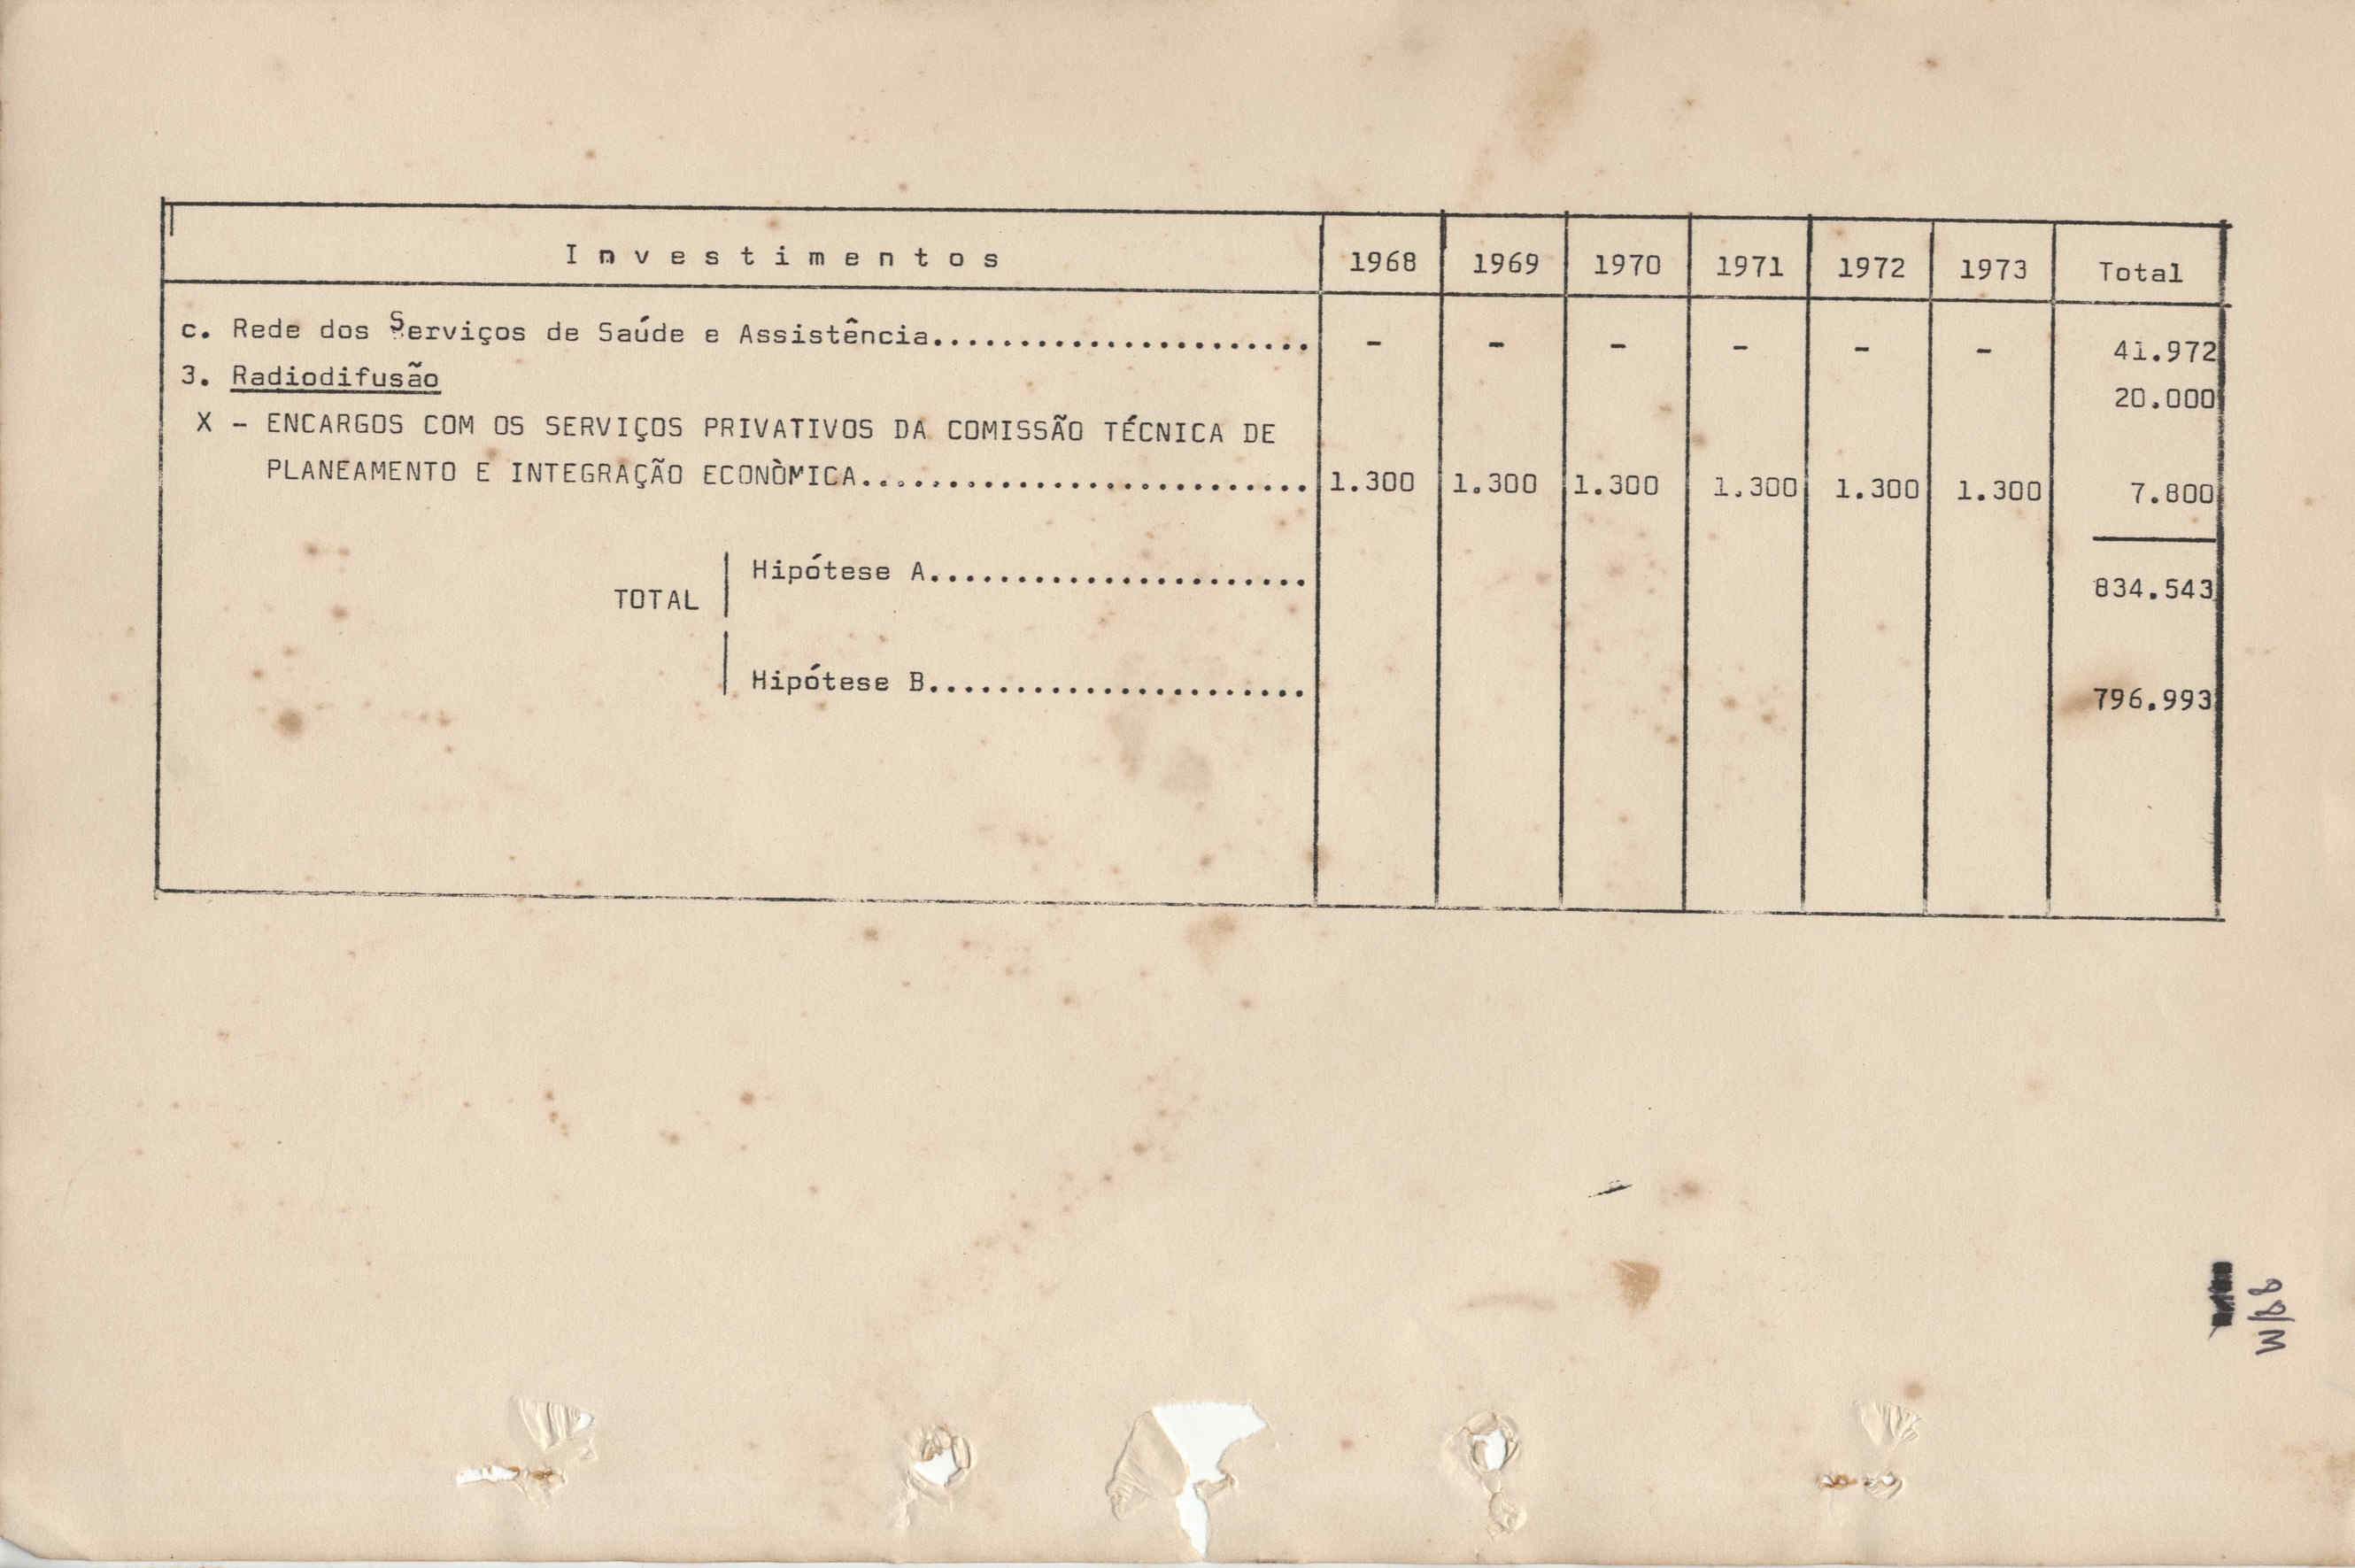 I n v e s t i m e n t o s 1968 1969 1970 1971 1972 1973 Total
c. Rede dos Serviços de Saúde e Assistência...................... - - - - - - 41.972
3. Radiodifusão 20.000
X - ENCARGOS COM OS SERVIÇOS PRIVATIVOS DA COMISSÃO TÉCNICA DE
PLANEAMENTO E INTEGRAÇÃO ECONÒMICA.......................... 1.300 1.300 1.300 1.300 1.300 1.300 7.800
Hipótese A...................... 834.543
TOTAL
Hipótese B...................... 796.993